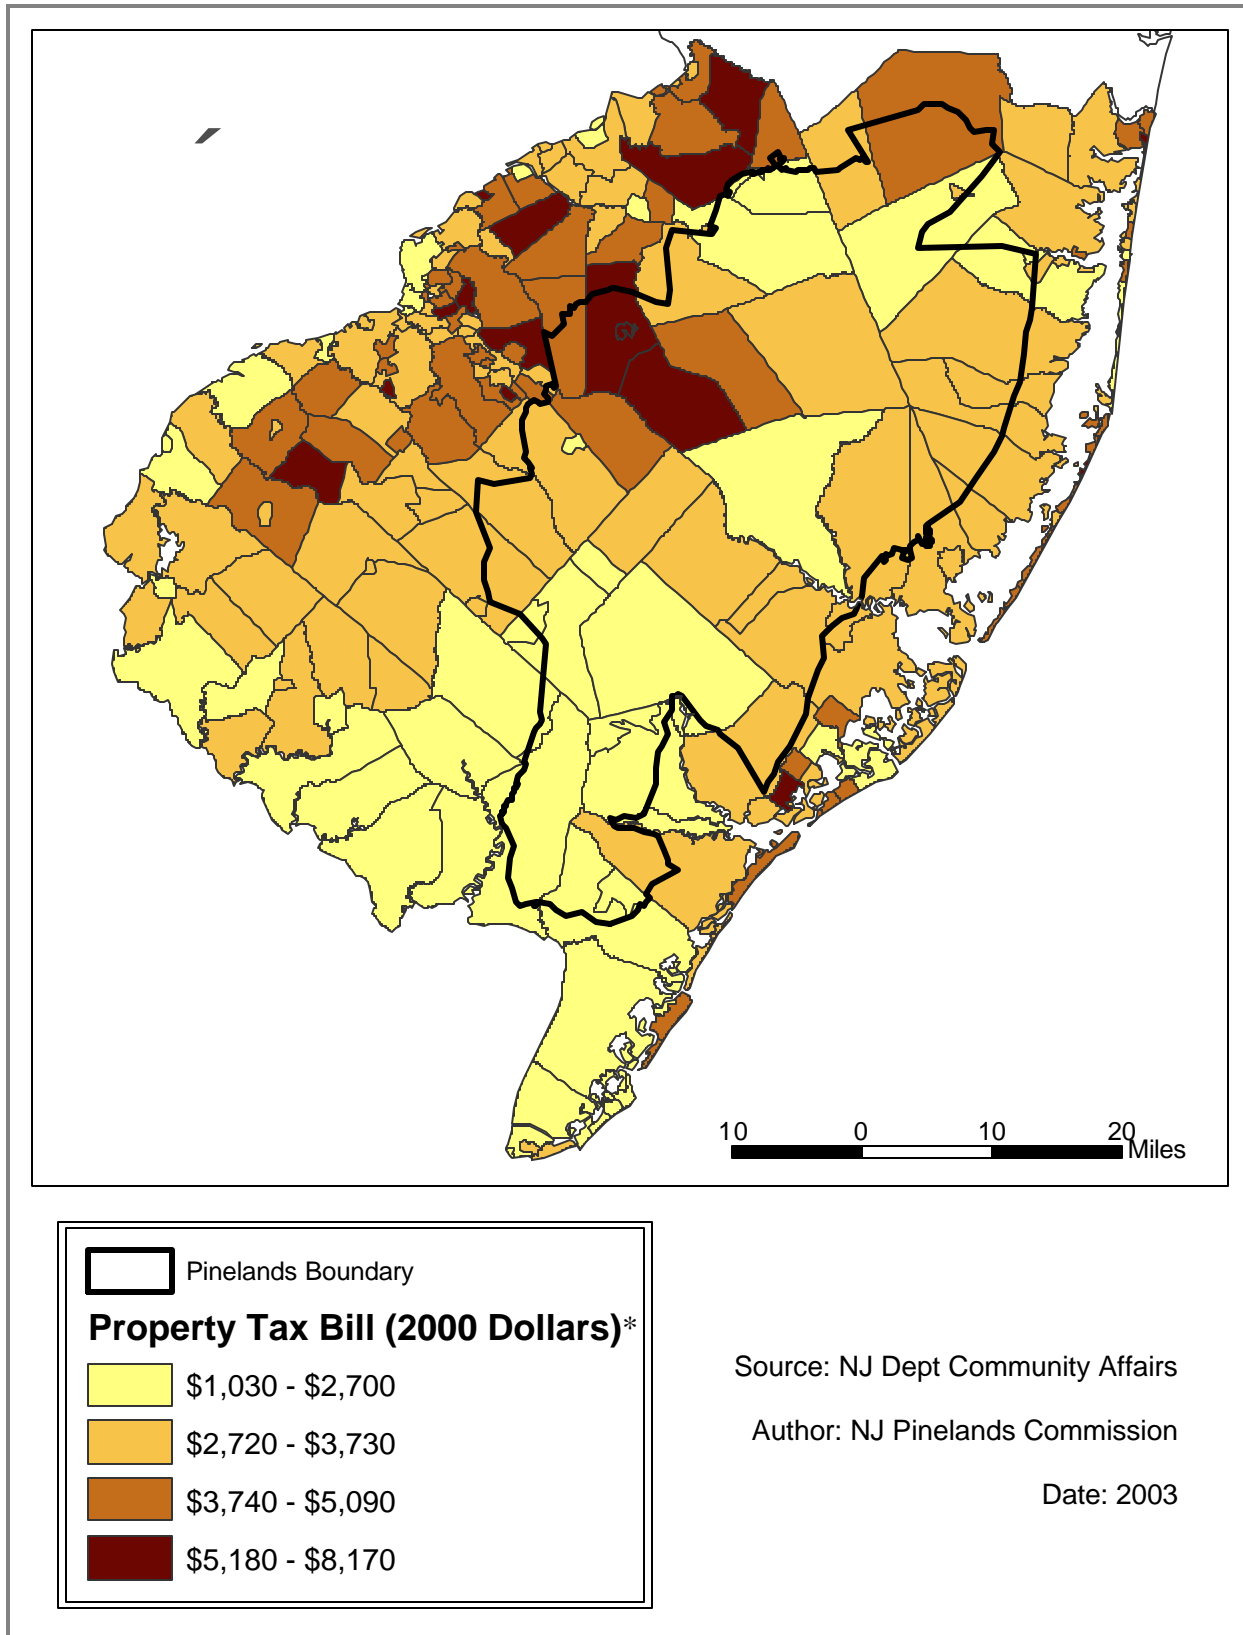 10 0 10 20
Miles
Pinelands Boundary
Property Tax Bill (2000 Dollars)*
$1,030 - $2,700
$2,720 - $3,730
$3,740 - $5,090
$5,180 - $8,170
Source: NJ Dept Community Affairs
Author: NJ Pinelands Commission
Date: 2003